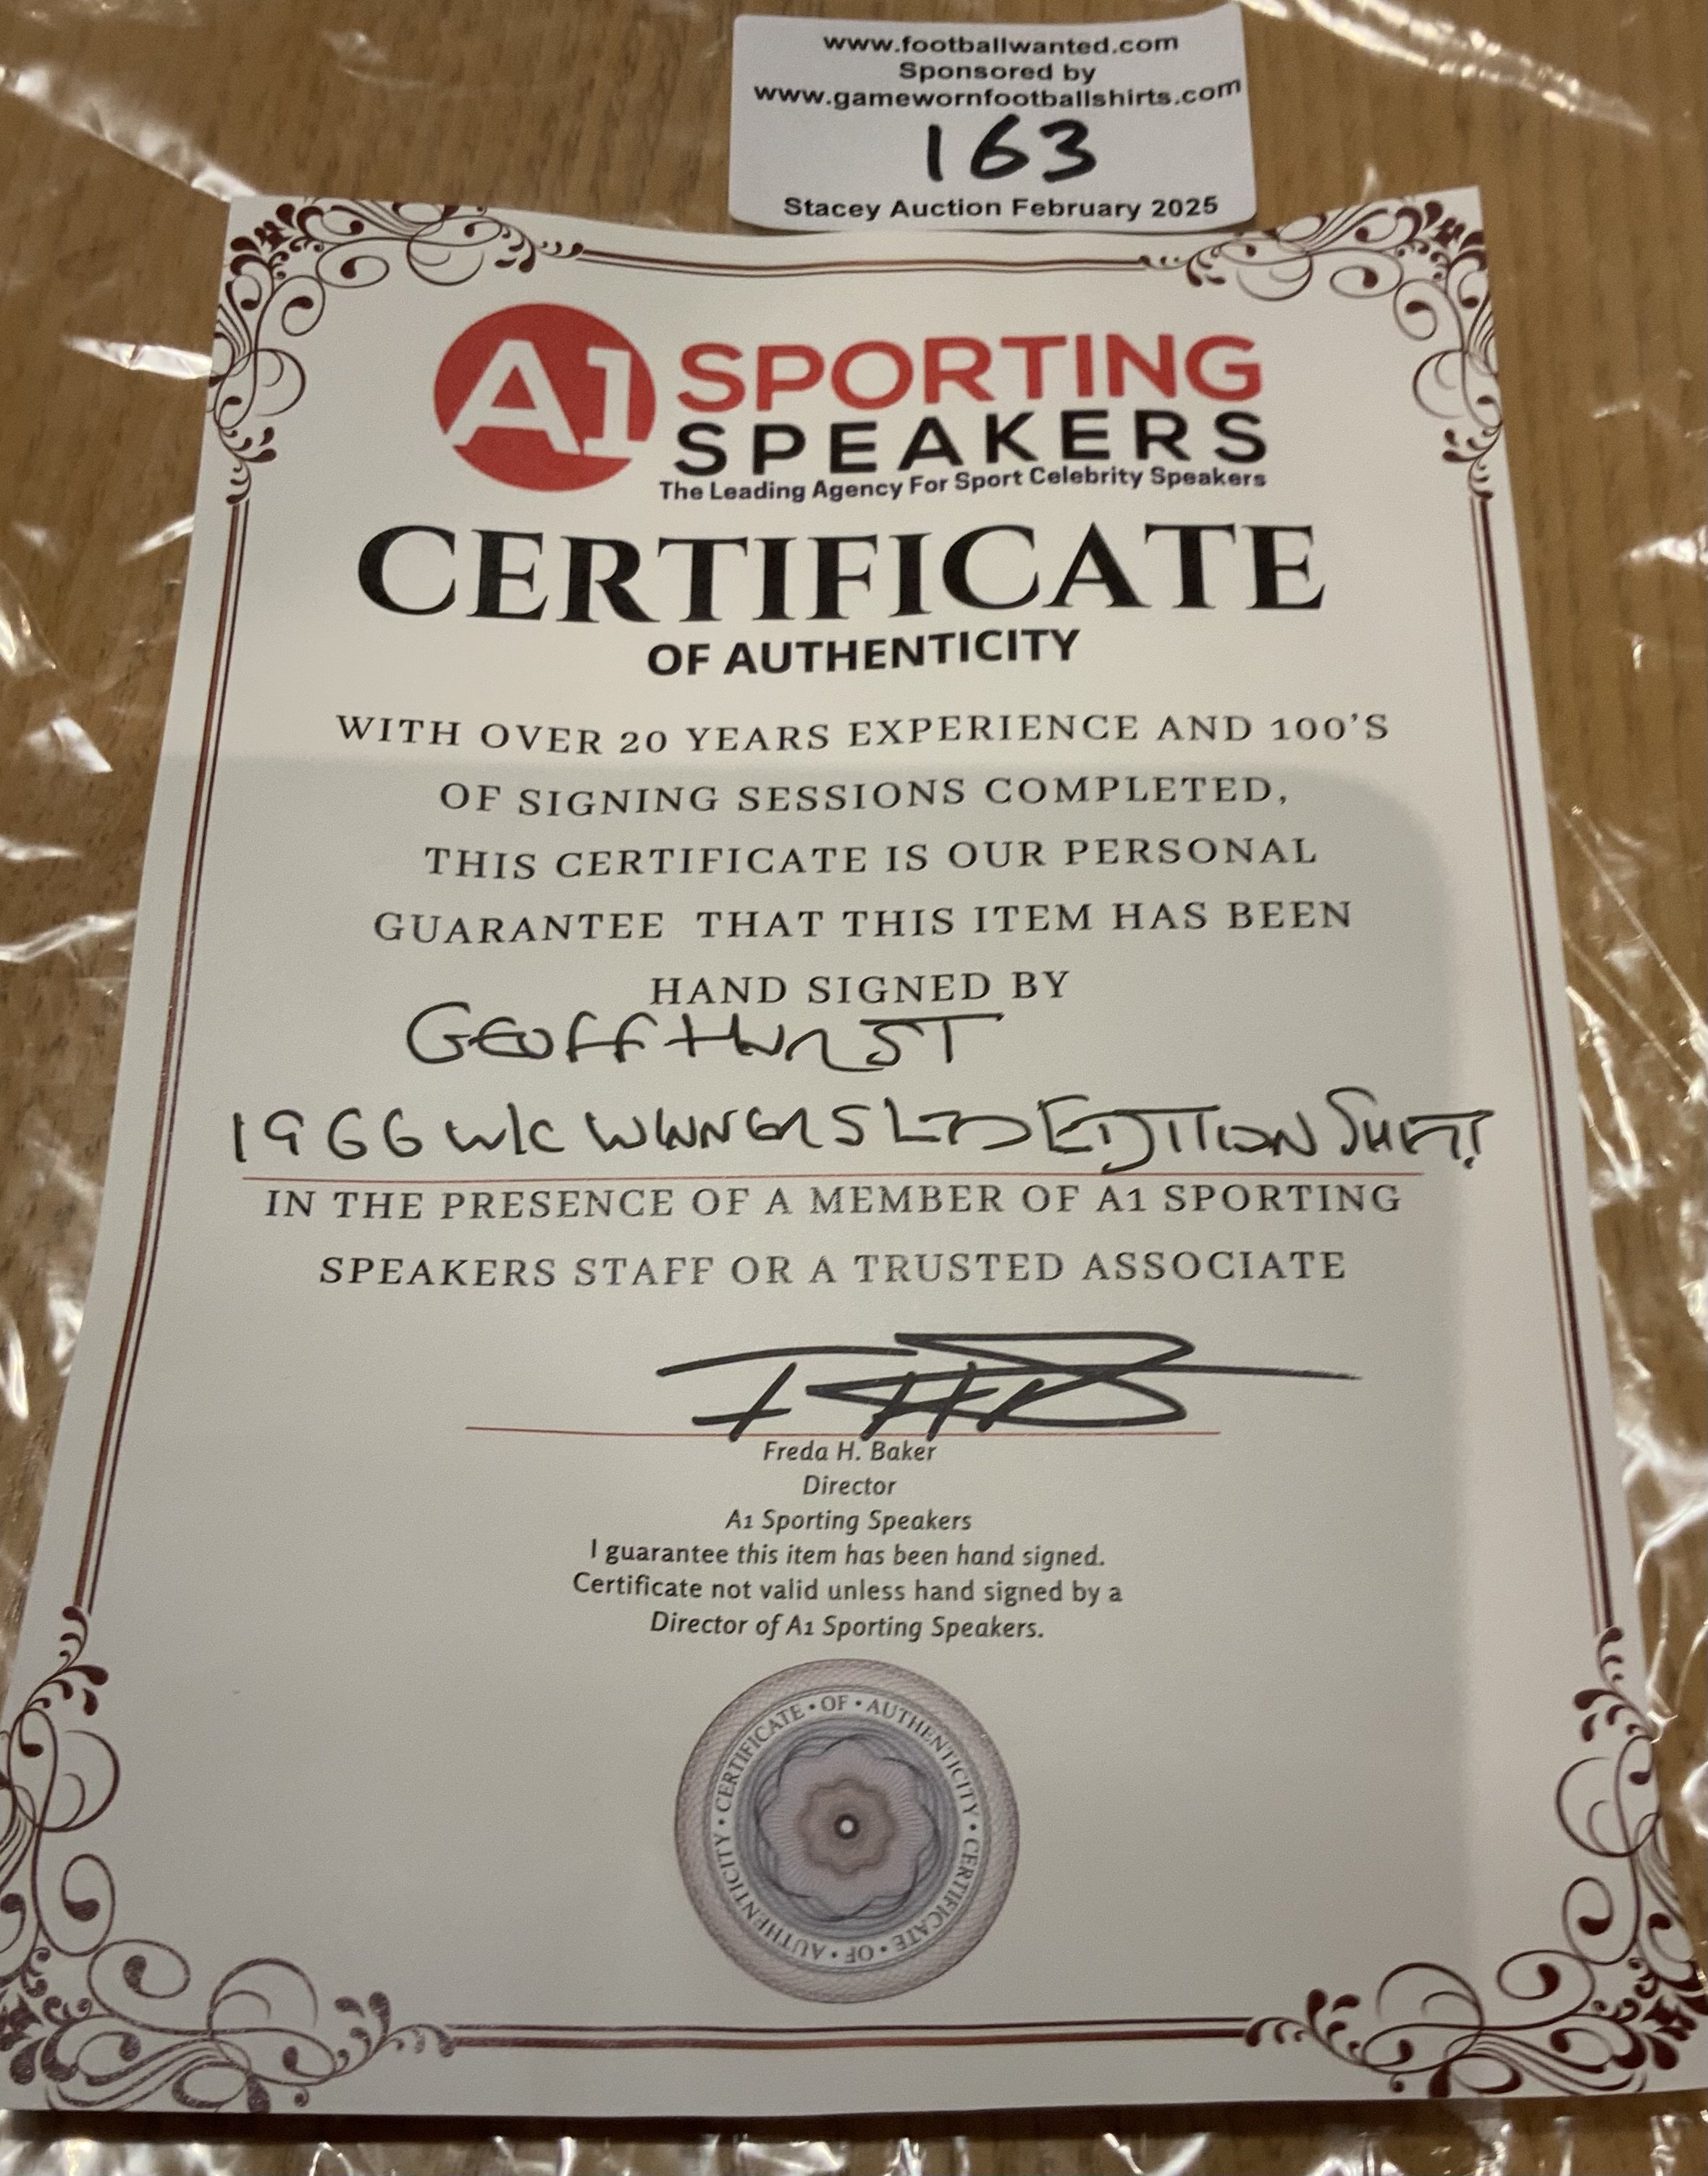 www.footballwanted.com
Sponsored by
www.gamewornfootballshirts.com
163
Stacey Auction February 2025
A1 SPORTING
SPEAKERS
The Leading Agency For Sport Celebrity Speakers
CERTIFICATE
OF AUTHENTICITY
WITH OVER 20 YEARS EXPERIENCE AND 100'S
OF SIGNING SESSIONS COMPLETED,
THIS CERTIFICATE IS OUR PERSONAL
GUARANTEE THAT THIS ITEM HAS BEEN
HAND SIGNED BY
GEOFF HURST
1966 W/C WINNERS LTD EDITION SHIRT
IN THE PRESENCE OF A MEMBER OF A1 SPORTING
SPEAKERS STAFF OR A TRUSTED ASSOCIATE
Freda H. Baker
Director
A1 Sporting Speakers
I guarantee this item has been hand signed.
Certificate not valid unless hand signed by a
Director of A1 Sporting Speakers.
CERTIFICATE • OF • AUTHENTICITY • CERTIFICATE • OF • AUTHENTICITY •